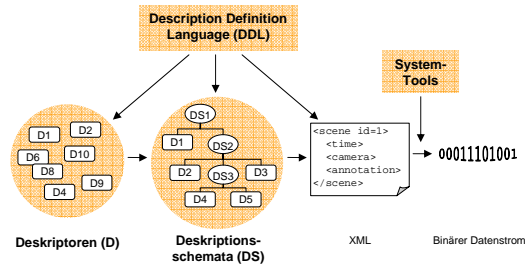 Description Definition
Language (DDL)
System-
Tools
D1
D2
D6
D10
D8
D9
D4
DS1
D1
DS2
D2
DS3
D3
D4
D5
<scene id=1>
<time>
<camera>
<annotation>
</scene>
00011101001
Deskriptoren (D)
Deskriptions-
schemata (DS)
XML
Binärer Datenstrom